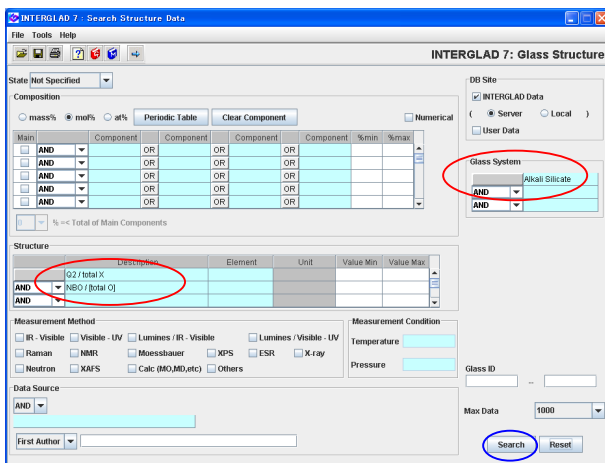 INTERGLAD 7 : Search Structure Data
File Tools Help
INTERGLAD 7: Glass Structure
State Not Specified
DB Site
INTERGLAD Data
( Server Local )
User Data
Composition
mass% mol% at% Periodic Table Clear Component Numerical
Main Component Component Component Component %min %max
AND OR OR OR
AND OR OR OR
AND OR OR OR
AND OR OR OR
AND OR OR OR
0 % =< Total of Main Components
Glass System
Alkali Silicate
AND
AND
Structure
Description Element Unit Value Min Value Max
Q2 / total X
AND NBO / [total O]
AND
Measurement Method
IR - Visible Visible - UV Lumines / IR - Visible Lumines / Visible - UV
Raman NMR Moessbauer XPS ESR X-ray
Neutron XAFS Calc (MO,MD,etc) Others
Measurement Condition
Temperature
Pressure
Glass ID
..
Data Source
AND
First Author
Max Data 1000
Search Reset